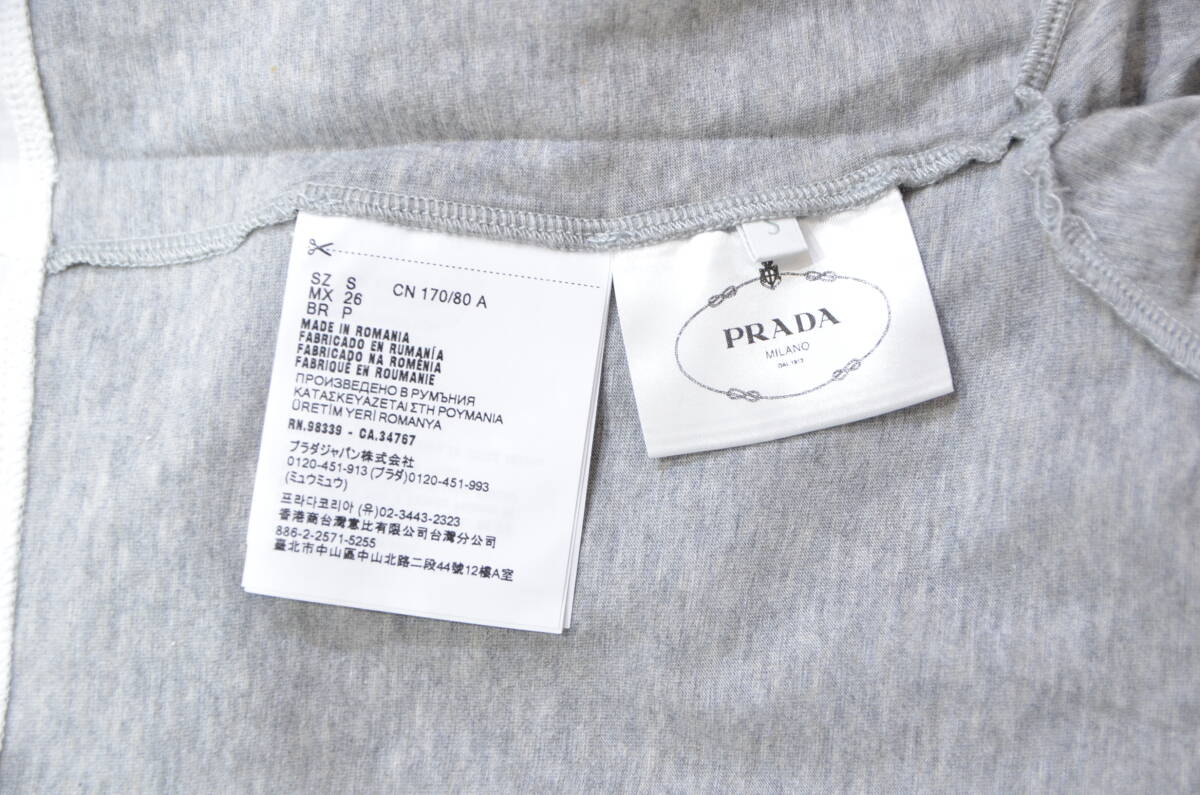 SZ S CN 170/80 A
MX 26
BR P
MADE IN ROMANIA
FABRICADO EN RUMANÍA
FABRICADO NA ROMÉNIA
FABRIQUÉ EN ROUMANIE
ПРОИЗВЕДЕНО В РУМЪНИЯ
ΚΑΤΑΣΚΕΥΑΖΕΤΑΙ ΣΤΗ ΡΟΥΜΑΝΙΑ
ÜRETİM YERİ ROMANYA
RN.98339 - CA.34767
プラダジャパン株式会社
0120-451-913 (プラダ)0120-451-993
(ミュウミュウ)
프라다코리아 (유)02-3443-2323
香港商台灣意比有限公司台灣分公司
886-2-2571-5255
臺北市中山區中山北路二段44號12樓A室
S
PRADA
MILANO
DAL 1913